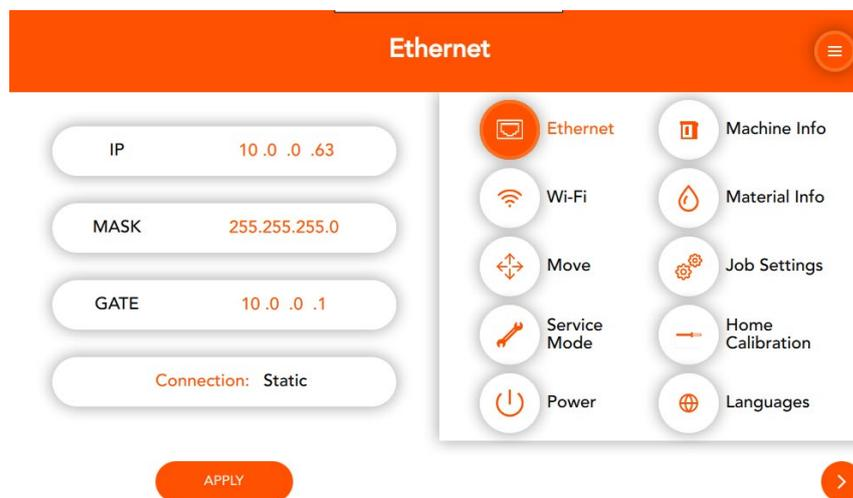 Ethernet
IP 10 .0 .0 .63
MASK 255.255.255.0
GATE 10 .0 .0 .1
Connection: Static
APPLY
Ethernet
Machine Info
Wi-Fi
Material Info
Move
Job Settings
Service
Mode
Home
Calibration
Power
Languages